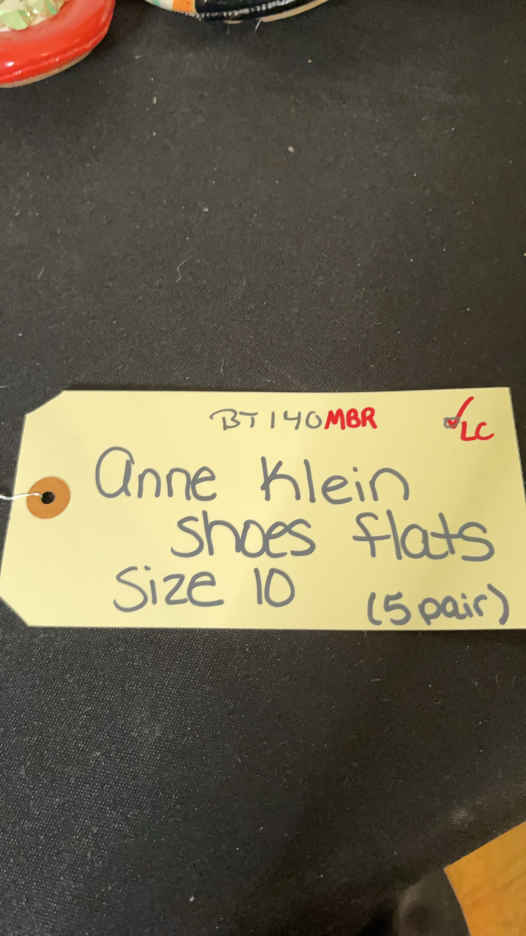 BT140MBR ✓LC
Anne Klein
Shoes flats
Size 10 (5 pair)